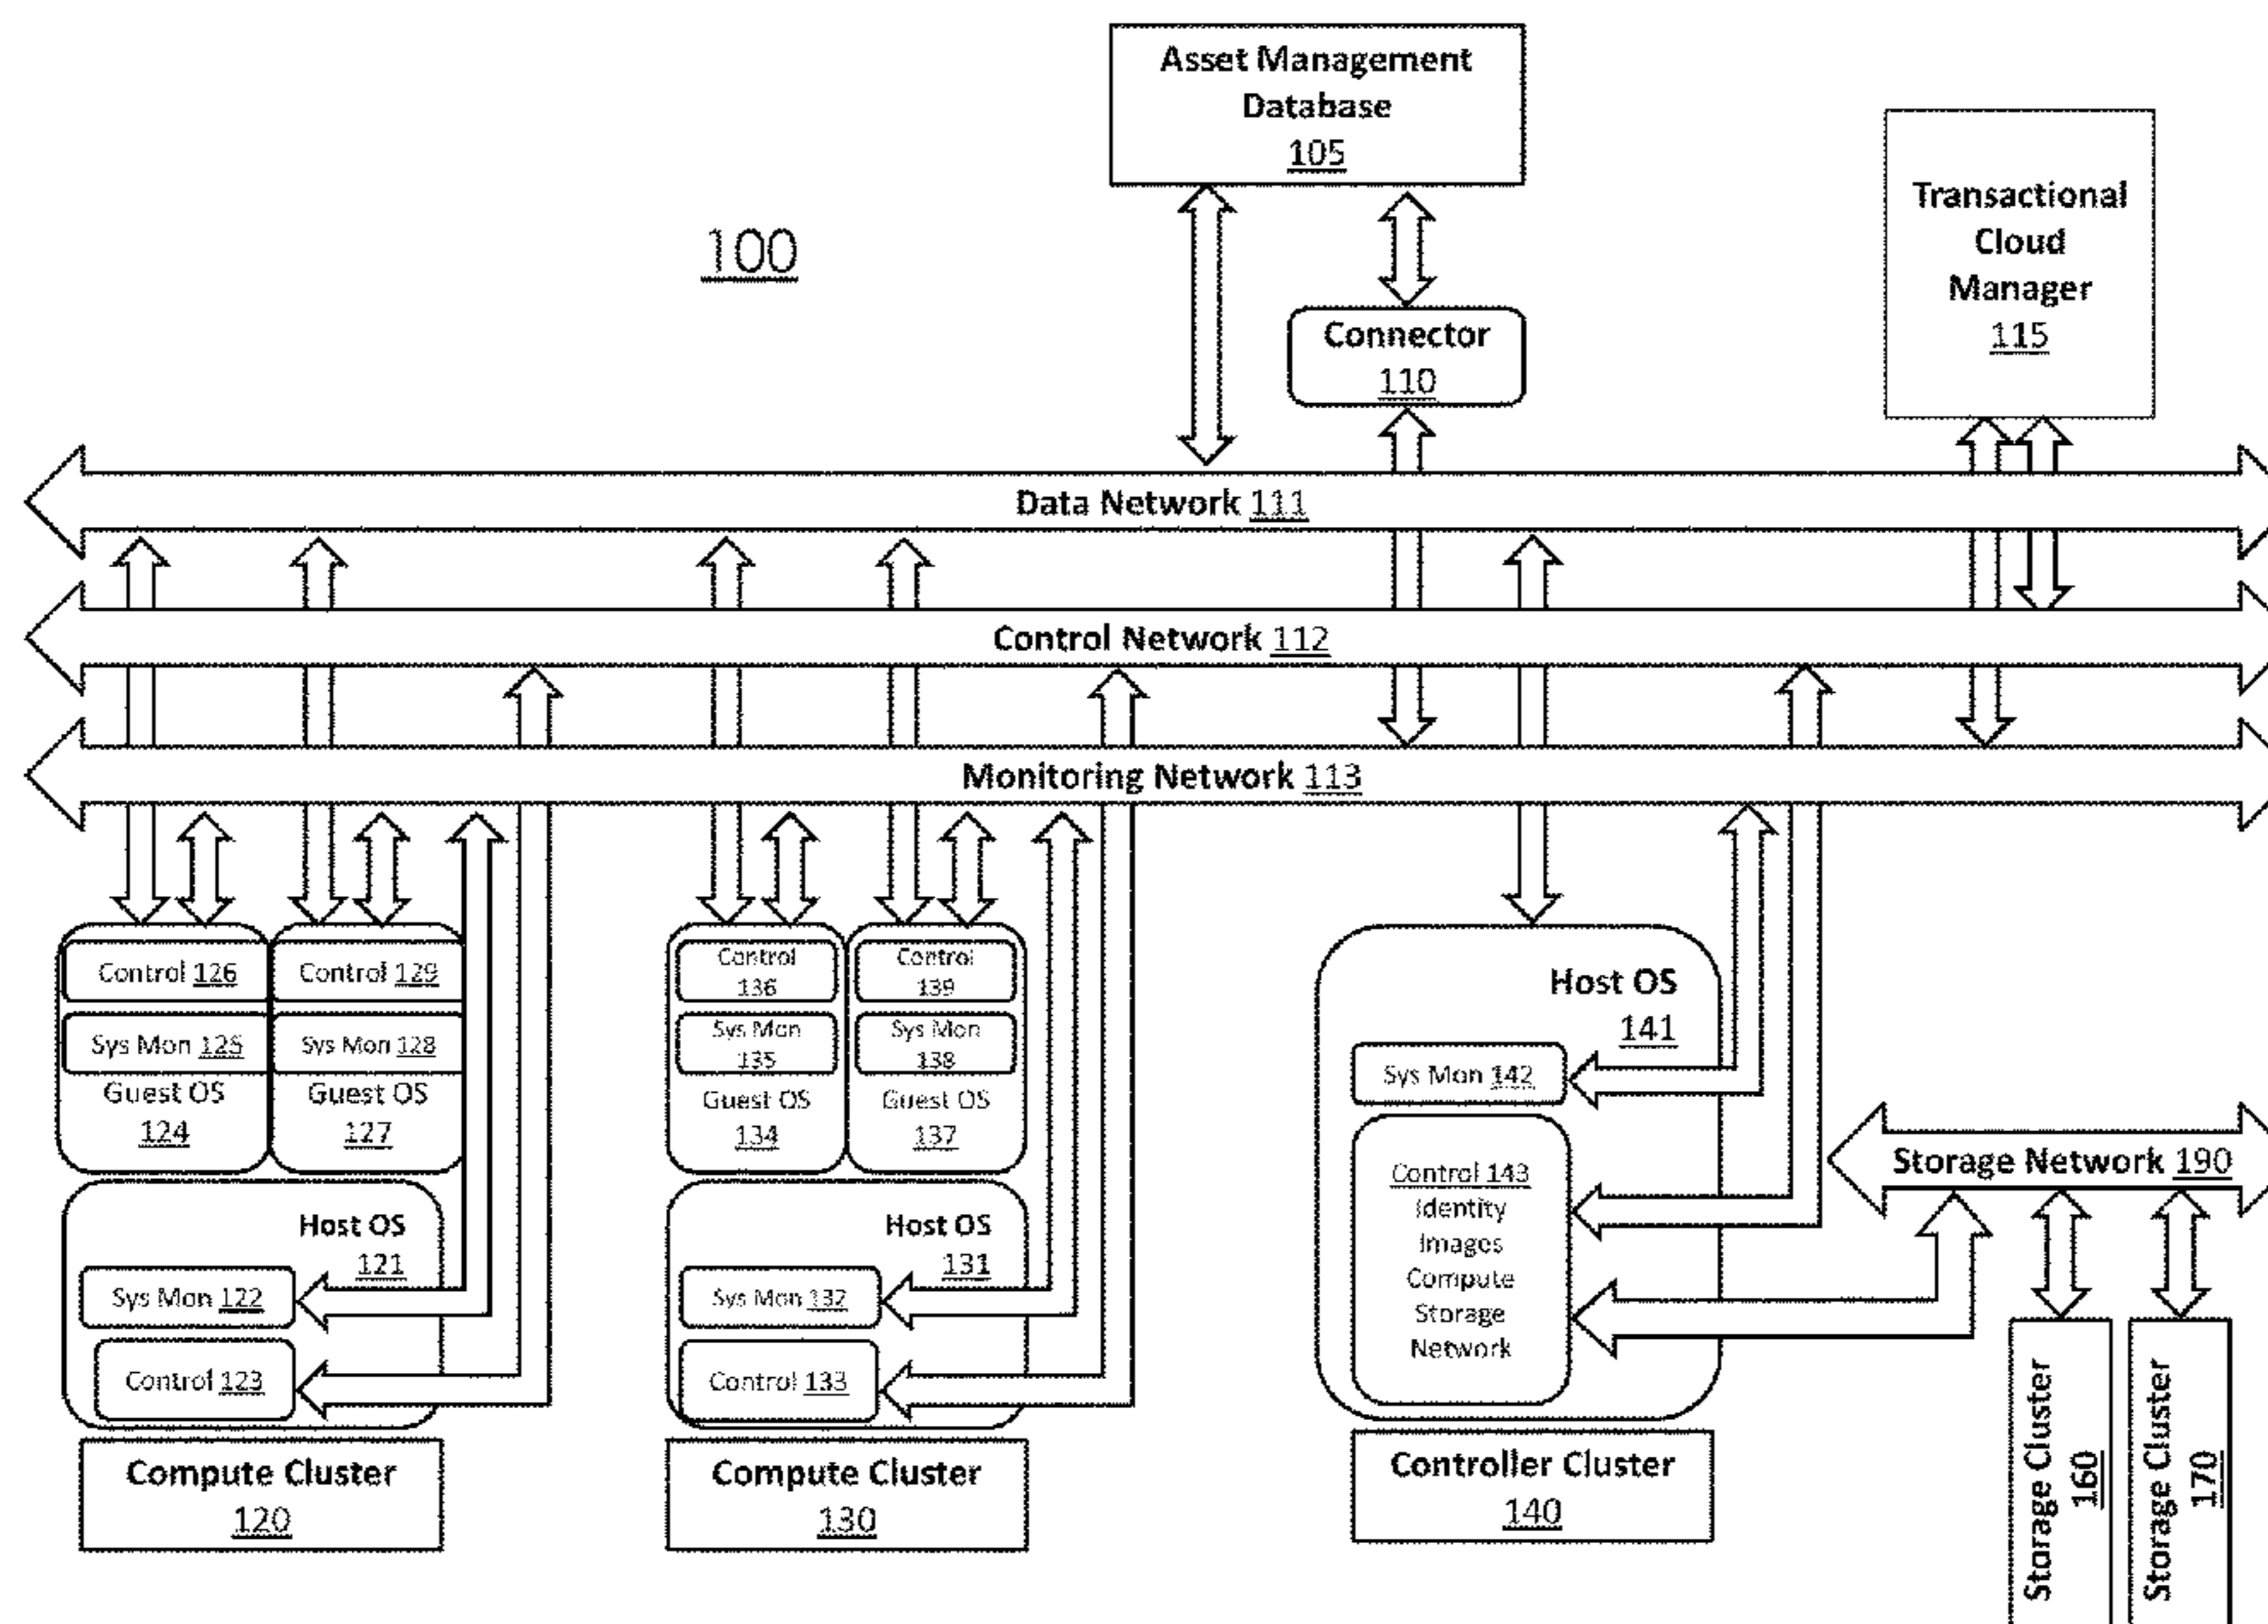 Asset Management
Database
105
100
Transactional
Cloud
Manager
115
Connector
110
Data Network 111
Control Network 112
Monitoring Network 113
Control 126
Sys Mon 125
Guest OS
124
Control 129
Sys Mon 128
Guest OS
127
Host OS
121
Sys Mon 122
Control 123
Compute Cluster
120
Control
136
Sys Mon
135
Guest OS
134
Control
139
Sys Mon
138
Guest OS
137
Host OS
131
Sys Mon 132
Control 133
Compute Cluster
130
Host OS
141
Sys Mon 142
Control 143
Identity
Images
Compute
Storage
Network
Controller Cluster
140
Storage Network 190
Storage Cluster
160
Storage Cluster
170